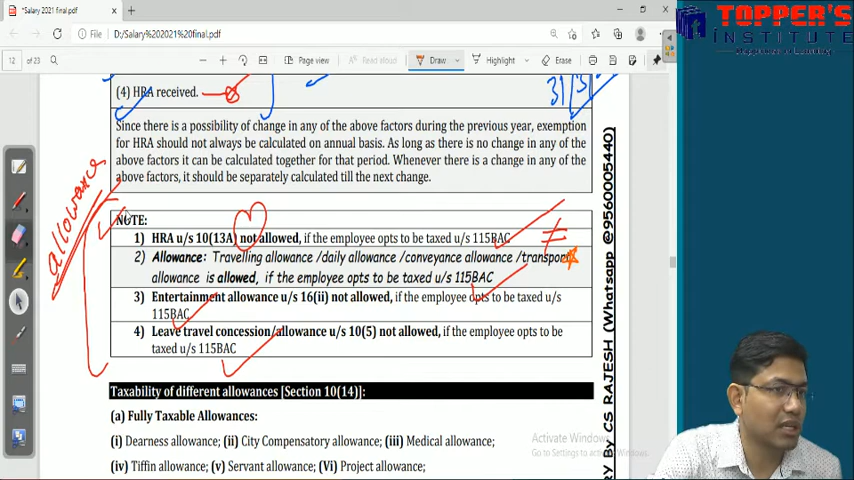 *Salary 2021 final.pdf
File
D:/Salary%202021%20final.pdf
12 of 23
Page view
Read aloud
Draw
Highlight
Erase
TOPPER'S
INSTITUTE
(4) HRA received.
31/3/
Since there is a possibility of change in any of the above factors during the previous year, exemption
for HRA should not always be calculated on annual basis. As long as there is no change in any of the
above factors it can be calculated together for that period. Whenever there is a change in any of the
above factors, it should be separately calculated till the next change.
allowance
NOTE:
1) HRA u/s 10(13A) not allowed, if the employee opts to be taxed u/s 115BAC
2) Allowance: Travelling allowance /daily allowance /conveyance allowance /transport
allowance is allowed, if the employee opts to be taxed u/s 115BAC
3) Entertainment allowance u/s 16(ii) not allowed, if the employee opts to be taxed u/s
115BAC
4) Leave travel concession/allowance u/s 10(5) not allowed, if the employee opts to be
taxed u/s 115BAC
Taxability of different allowances [Section 10(14)]:
(a) Fully Taxable Allowances:
(i) Dearness allowance; (ii) City Compensatory allowance; (iii) Medical allowance;
(iv) Tiffin allowance; (v) Servant allowance; (Vi) Project allowance;
RY BY CS RAJESH (Whatsapp @9560005440)
Activate Windows
Go to Settings to activate Windows.